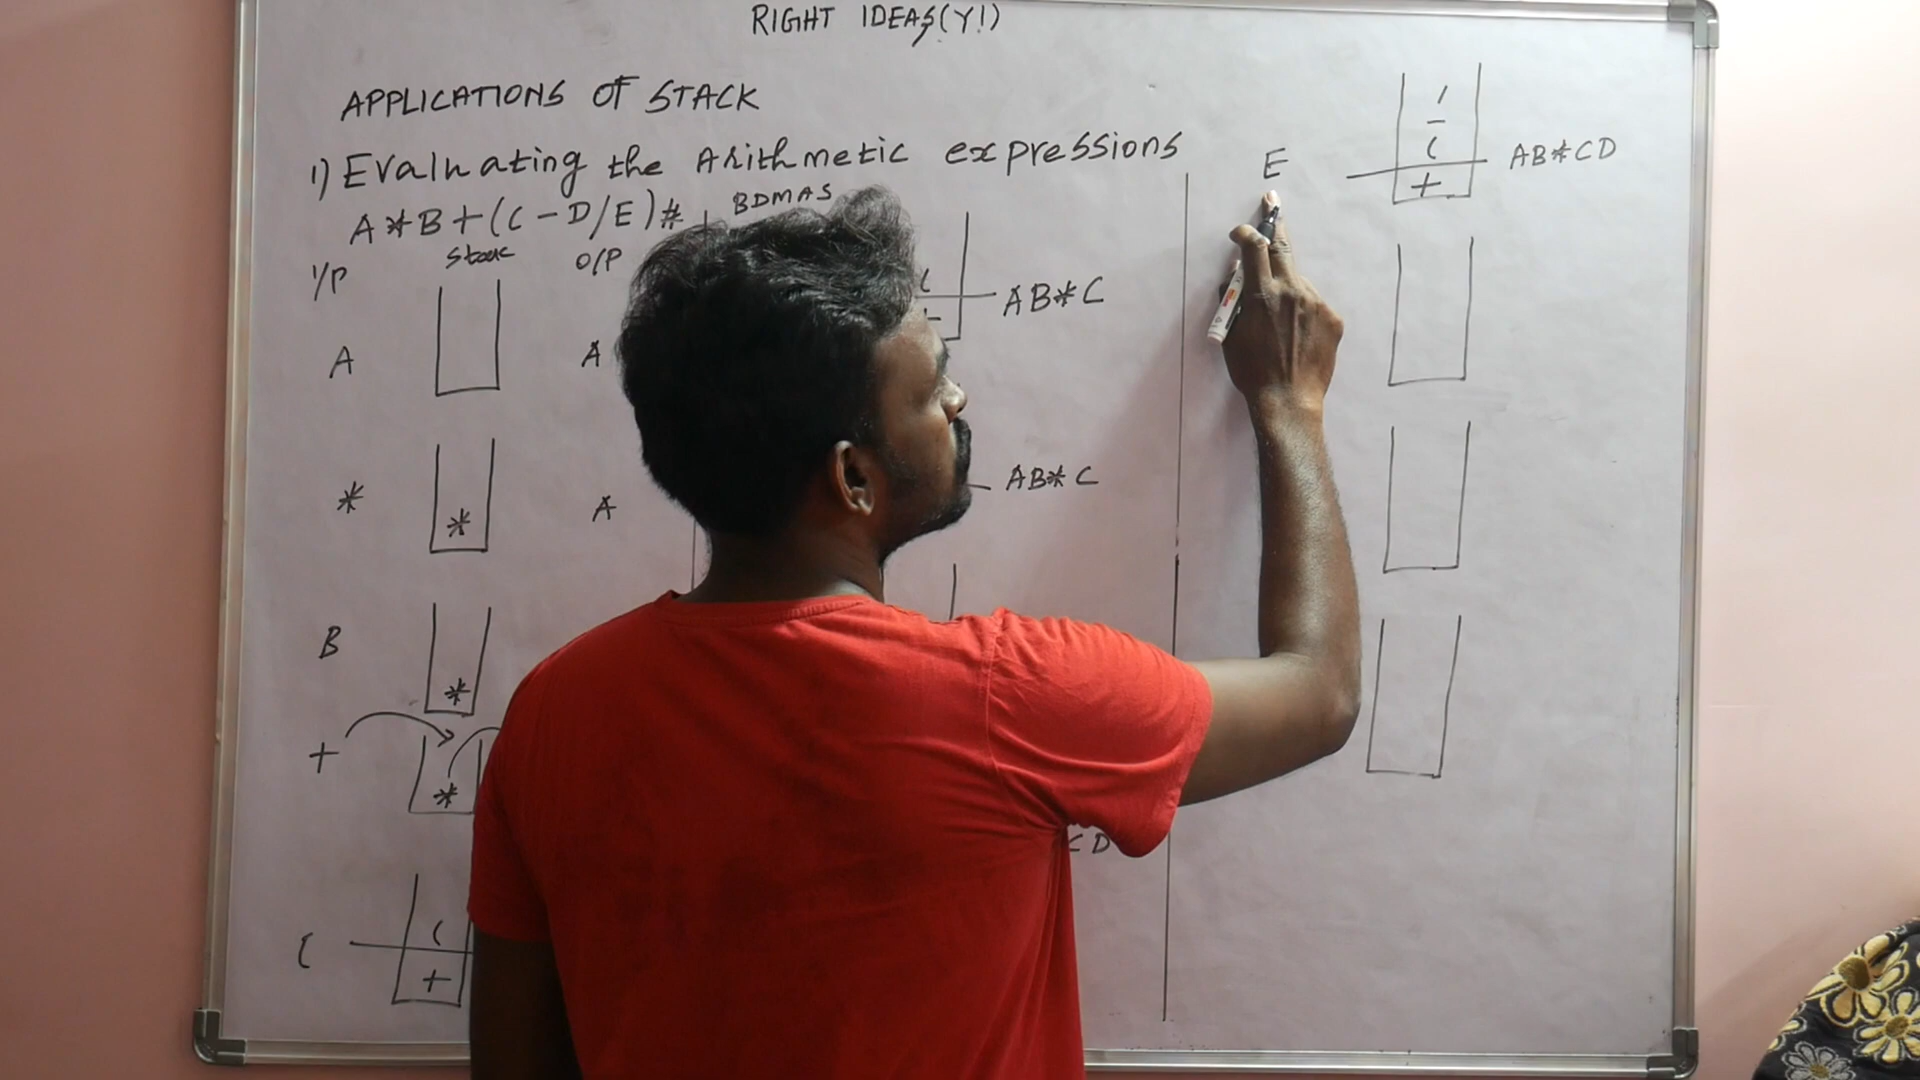 RIGHT IDEAS(Y!)
APPLICATIONS OF STACK
1) Evaluating the Arithmetic expressions
A*B+(C-D/E)#
BDMAS
I/P
Stack
O/P
A
A
*
*
A
B
*
+
*
(
(
+
(
AB*C
AB*C
CD
E
/
-
(
+
AB*CD